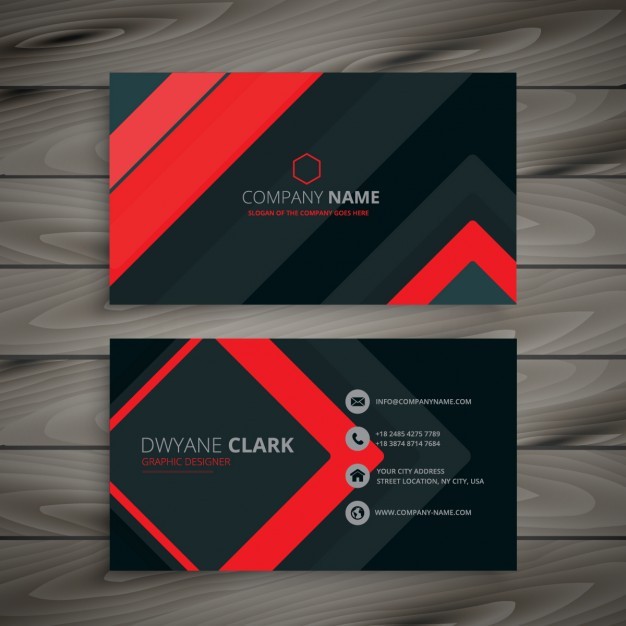 COMPANY NAME
SLOGAN OF THE COMPANY GOES HERE
DWYANE CLARK
GRAPHIC DESIGNER
INFO@COMPANYNAME.COM
+18 2485 4275 7789
+18 3874 8714 7684
YOUR CITY ADDRESS
STREET LOCATION, NY CITY, USA
WWW.COMPANY-NAME.COM